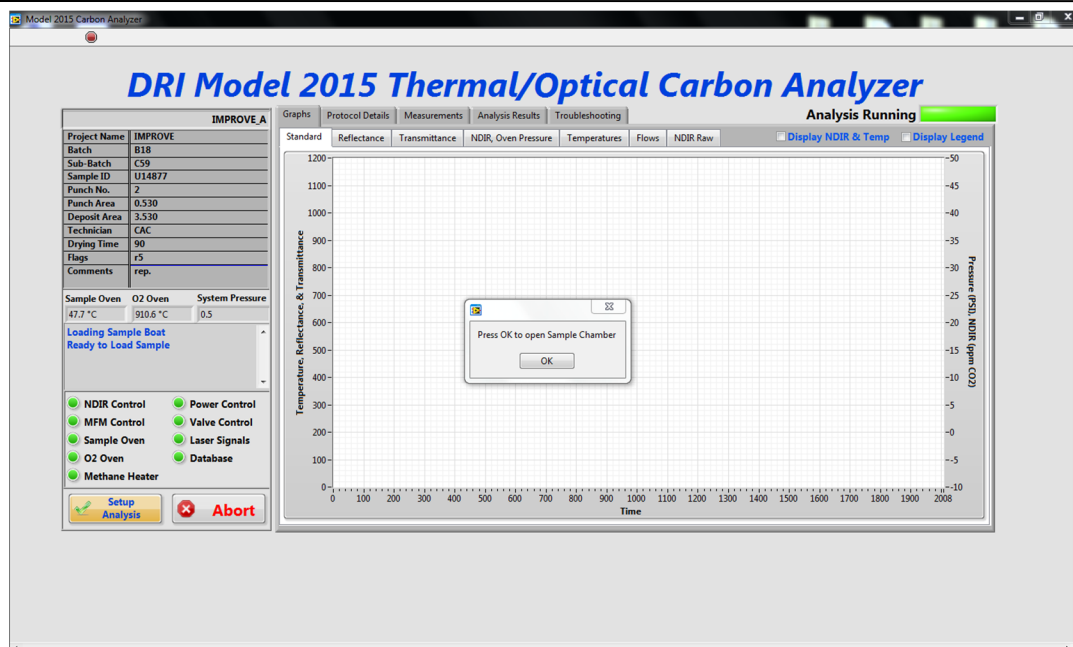 Model 2015 Carbon Analyzer
DRI Model 2015 Thermal/Optical Carbon Analyzer
IMPROVE_A
Project Name IMPROVE
Batch B18
Sub-Batch C59
Sample ID U14877
Punch No. 2
Punch Area 0.530
Deposit Area 3.530
Technician CAC
Drying Time 90
Flags r5
Comments rep.
Sample Oven O2 Oven System Pressure
47.7 °C 910.6 °C 0.5
Loading Sample Boat
Ready to Load Sample
NDIR Control Power Control
MFM Control Valve Control
Sample Oven Laser Signals
O2 Oven Database
Methane Heater
Setup
Analysis
Abort
Graphs Protocol Details Measurements Analysis Results Troubleshooting
Analysis Running
Standard Reflectance Transmittance NDIR, Oven Pressure Temperatures Flows NDIR Raw
Display NDIR & Temp Display Legend
Temperature, Reflectance, & Transmittance
1200
1100
1000
900
800
700
600
500
400
300
200
100
0
Press OK to open Sample Chamber
OK
50
45
40
35
30
25
20
15
10
5
0
-5
-10
Pressure (PSI), NDIR (ppm CO2)
0 100 200 300 400 500 600 700 800 900 1000 1100 1200 1300 1400 1500 1600 1700 1800 1900 2008
Time